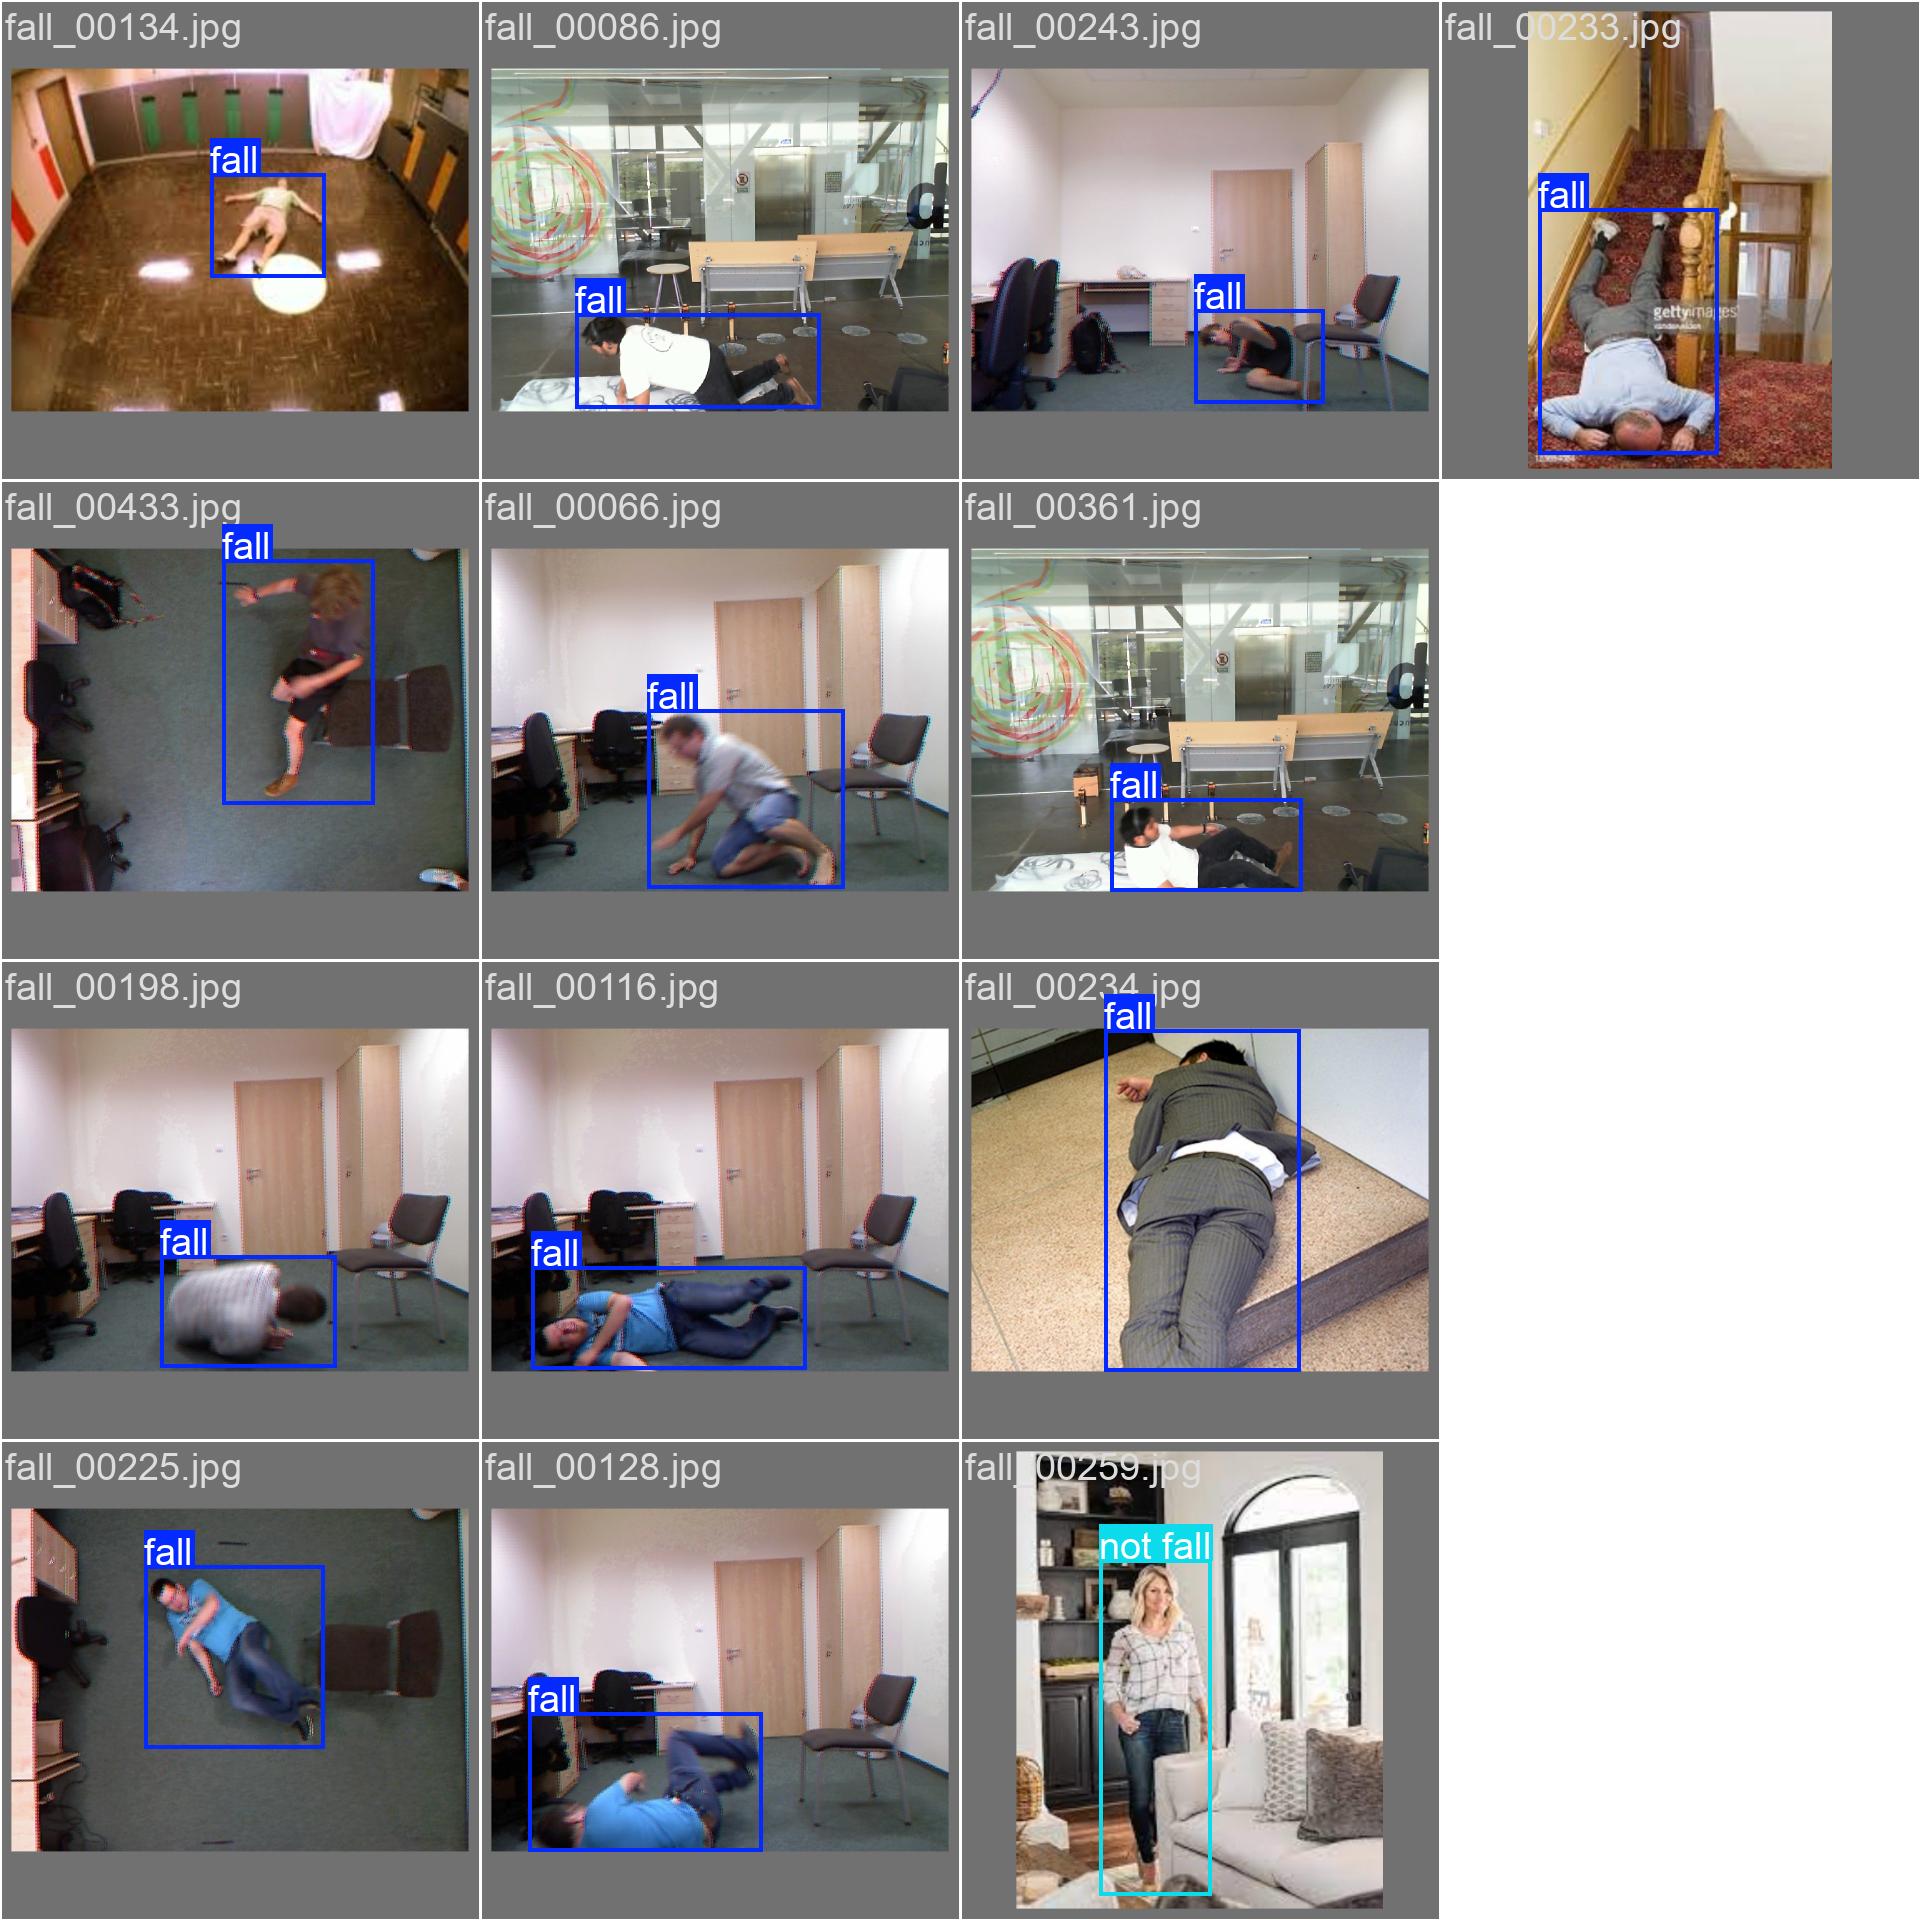 fall_00134.jpg
fall
fall_00086.jpg
fall
d
fall_00243.jpg
fall
fall_00233.jpg
fall
gettyimages
fall_00433.jpg
fall
fall_00066.jpg
fall
fall_00361.jpg
fall
d
fall_00198.jpg
fall
fall_00116.jpg
fall
fall_00234.jpg
fall
fall_00225.jpg
fall
fall_00128.jpg
fall
fall_00259.jpg
not fall